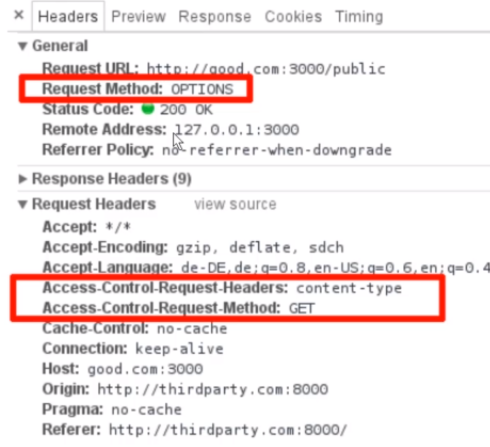 × Headers Preview Response Cookies Timing
▼ General
Request URL: http://good.com:3000/public
Request Method: OPTIONS
Status Code: 200 OK
Remote Address: 127.0.0.1:3000
Referrer Policy: no-referrer-when-downgrade
▶ Response Headers (9)
▼ Request Headers view source
Accept: */*
Accept-Encoding: gzip, deflate, sdch
Accept-Language: de-DE,de;q=0.8,en-US;q=0.6,en;q=0.4
Access-Control-Request-Headers: content-type
Access-Control-Request-Method: GET
Cache-Control: no-cache
Connection: keep-alive
Host: good.com:3000
Origin: http://thirdparty.com:8000
Pragma: no-cache
Referer: http://thirdparty.com:8000/